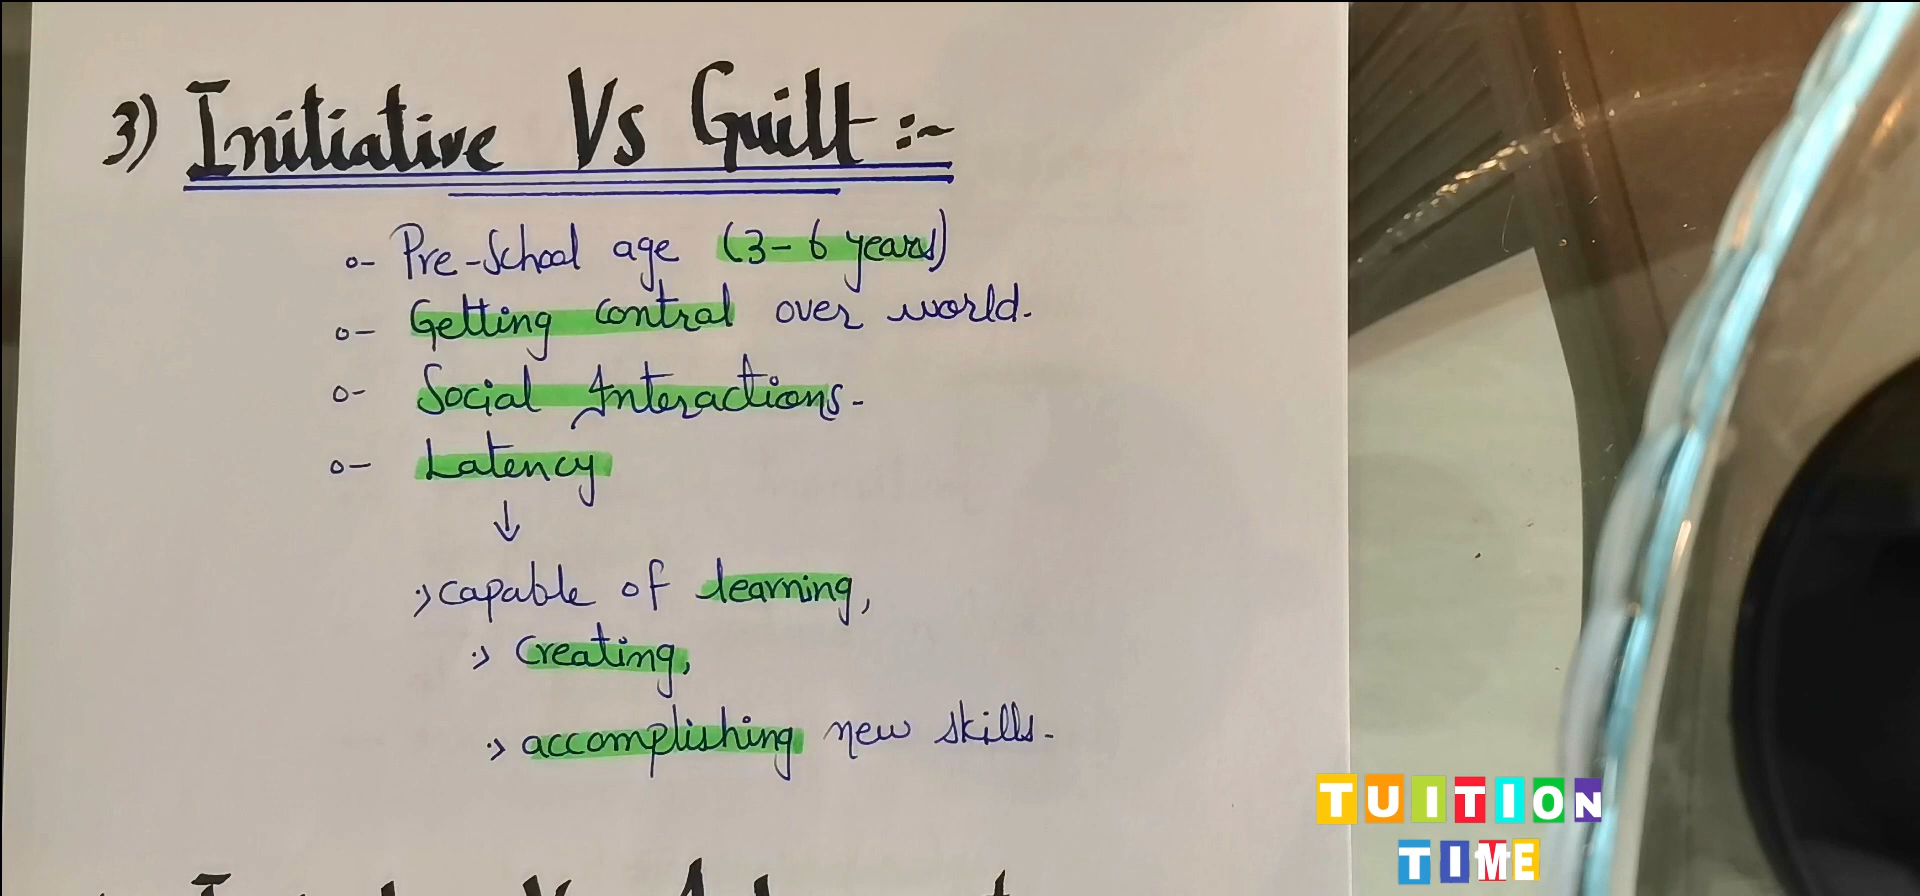 3) Initiative Vs Guilt :-
o- Pre-School age (3-6 years)
o- Getting control over world.
o- Social Interactions.
o- Latency
↓
·> capable of learning,
·> Creating,
·> accomplishing new skills.
TUITION
TIME